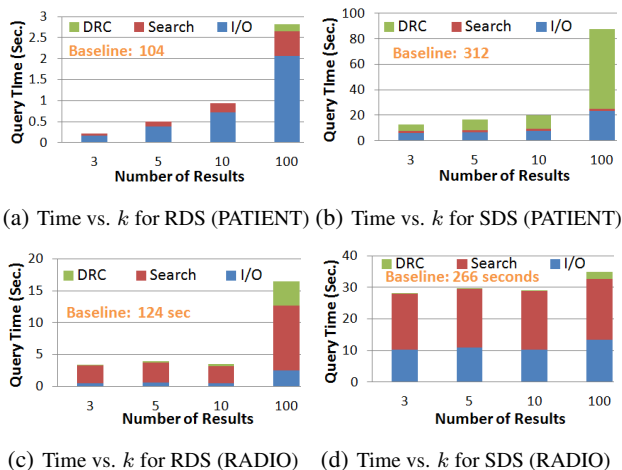 DRC Search I/O
Baseline: 104
Query Time (Sec.)
3
2.5
2
1.5
1
0.5
0
3 5 10 100
Number of Results
(a) Time vs. k for RDS (PATIENT)
DRC Search I/O
Baseline: 312
Query Time (Sec.)
100
80
60
40
20
0
3 5 10 100
Number of Results
(b) Time vs. k for SDS (PATIENT)
DRC Search I/O
Baseline: 124 sec
Query Time (Sec.)
20
15
10
5
0
3 5 10 100
Number of Results
(c) Time vs. k for RDS (RADIO)
DRC Search I/O
Baseline: 266 seconds
Query Time (Sec.)
40
30
20
10
0
3 5 10 100
Number of Results
(d) Time vs. k for SDS (RADIO)